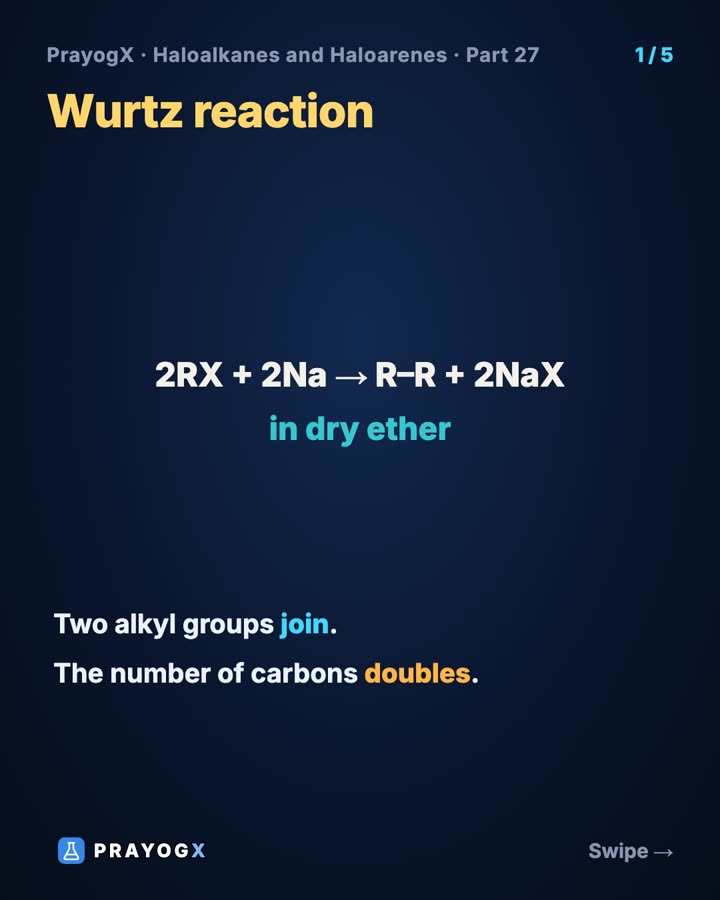 PrayogX · Haloalkanes and Haloarenes · Part 27
1 / 5
Wurtz reaction
2RX + 2Na → R–R + 2NaX
in dry ether
Two alkyl groups join.
The number of carbons doubles.
PRAYOGX
Swipe →